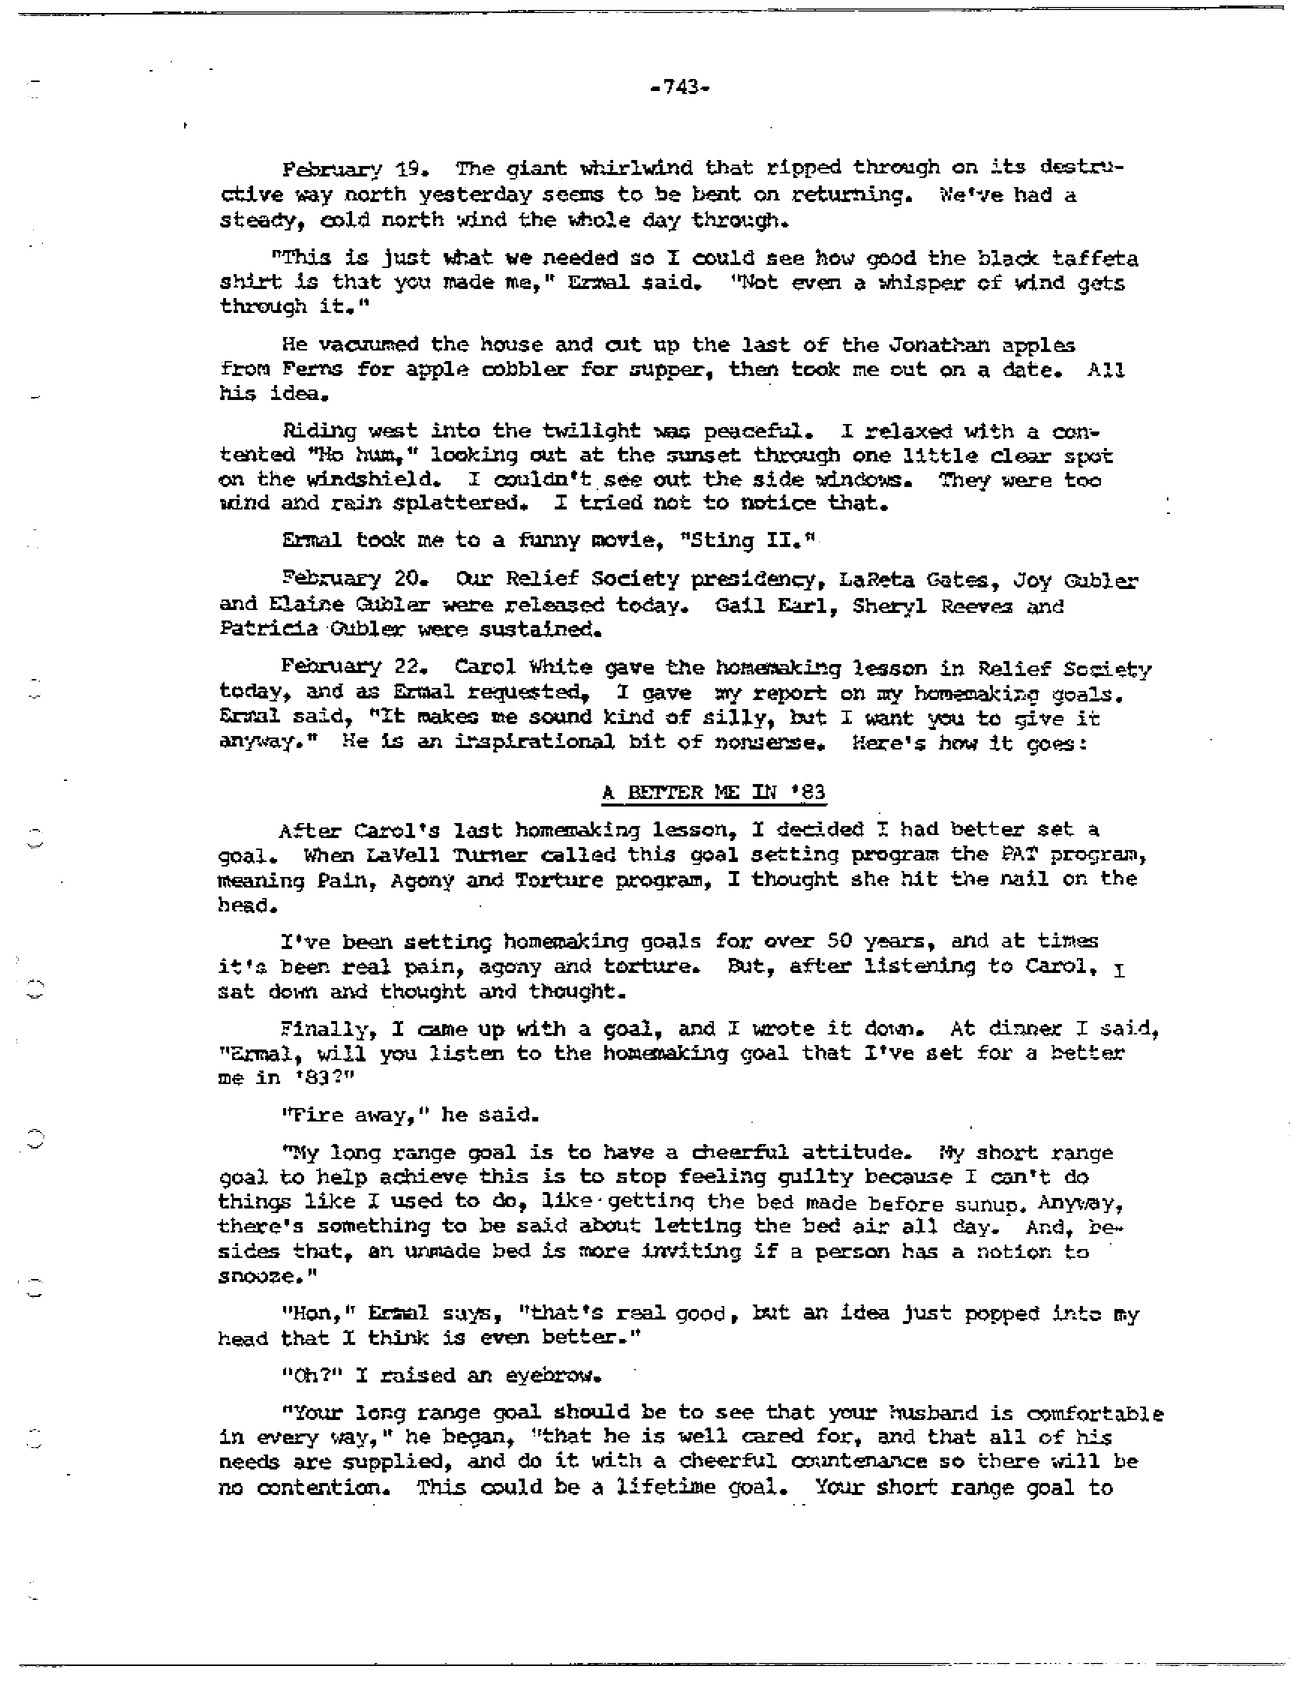 -743-
February 19. The giant whirlwind that ripped through on its destru-
ctive way north yesterday seems to be bent on returning. We've had a
steady, cold north wind the whole day through.
"This is just what we needed so I could see how good the black taffeta
shirt is that you made me," Ermal said. "Not even a whisper of wind gets
through it."
He vacuumed the house and cut up the last of the Jonathan apples
from Ferns for apple cobbler for supper, then took me out on a date. All
his idea.
Riding west into the twilight was peaceful. I relaxed with a con-
tented "Ho hum," looking out at the sunset through one little clear spot
on the windshield. I couldn't see out the side windows. They were too
wind and rain splattered. I tried not to notice that.
Ermal took me to a funny movie, "Sting II."
February 20. Our Relief Society presidency, LaReta Gates, Joy Gubler
and Elaine Gubler were released today. Gail Earl, Sheryl Reeves and
Patricia Gubler were sustained.
February 22. Carol White gave the homemaking lesson in Relief Society
today, and as Ermal requested, I gave my report on my homemaking goals.
Ermal said, "It makes me sound kind of silly, but I want you to give it
anyway." He is an inspirational bit of nonsense. Here's how it goes:
A BETTER ME IN '83
After Carol's last homemaking lesson, I decided I had better set a
goal. When LaVell Turner called this goal setting program the PAT program,
meaning Pain, Agony and Torture program, I thought she hit the nail on the
head.
I've been setting homemaking goals for over 50 years, and at times
it's been real pain, agony and torture. But, after listening to Carol, I
sat down and thought and thought.
Finally, I came up with a goal, and I wrote it down. At dinner I said,
"Ermal, will you listen to the homemaking goal that I've set for a better
me in '83?"
"Fire away," he said.
"My long range goal is to have a cheerful attitude. My short range
goal to help achieve this is to stop feeling guilty because I can't do
things like I used to do, like getting the bed made before sunup. Anyway,
there's something to be said about letting the bed air all day. And, be-
sides that, an unmade bed is more inviting if a person has a notion to
snooze."
"Hon," Ermal says, "that's real good, but an idea just popped into my
head that I think is even better."
"Oh?" I raised an eyebrow.
"Your long range goal should be to see that your husband is comfortable
in every way," he began, "that he is well cared for, and that all of his
needs are supplied, and do it with a cheerful countenance so there will be
no contention. This could be a lifetime goal. Your short range goal to